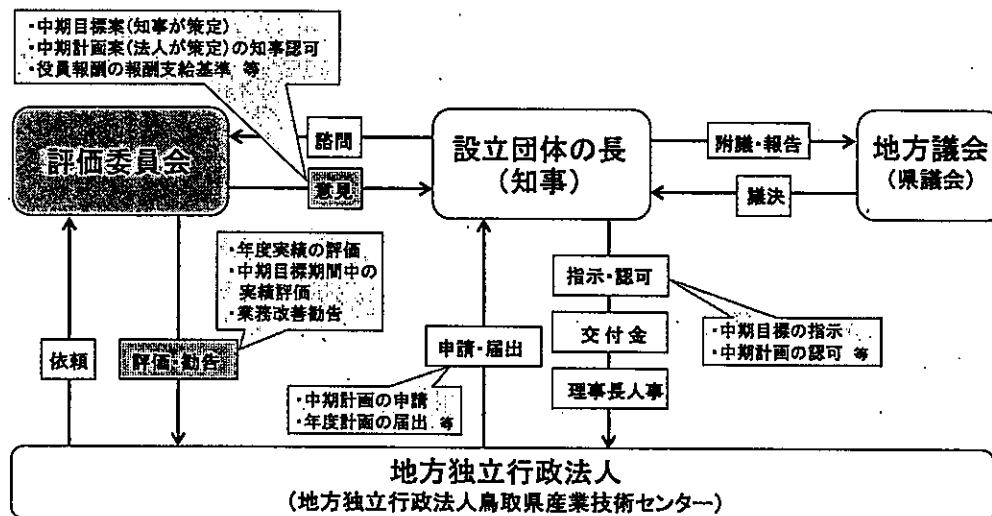 ・中期目標案(知事が策定)
・中期計画案(法人が策定)の知事認可
・役員報酬の報酬支給基準 等
評価委員会
諮問
意見
設立団体の長
(知事)
附議・報告
議決
地方議会
(県議会)
・年度実績の評価
・中期目標期間中の
実績評価
・業務改善勧告
依頼
評価・勧告
申請・届出
・中期計画の申請
・年度計画の届出 等
指示・認可
交付金
理事長人事
・中期目標の指示
・中期計画の認可 等
地方独立行政法人
(地方独立行政法人鳥取県産業技術センター)